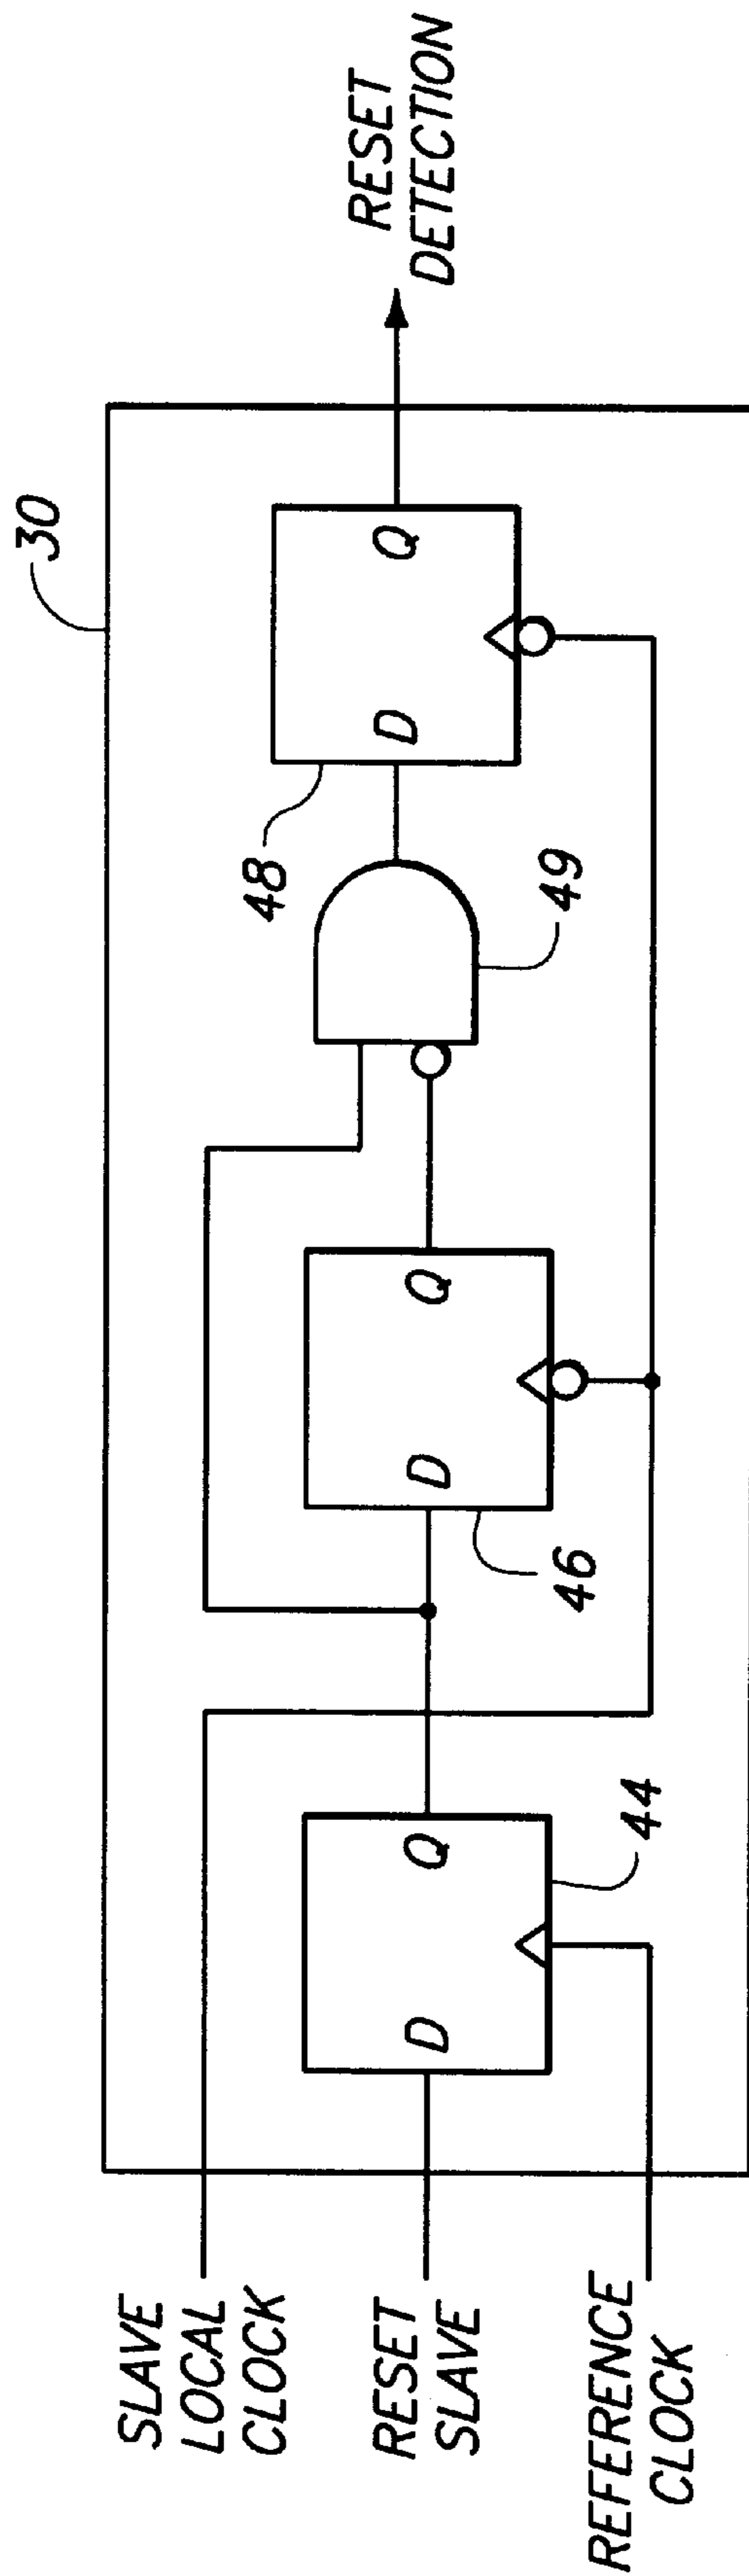 30
SLAVE
LOCAL
CLOCK
RESET
SLAVE
REFERENCE
CLOCK
D
Q
44
D
Q
46
49
48
D
Q
RESET
DETECTION